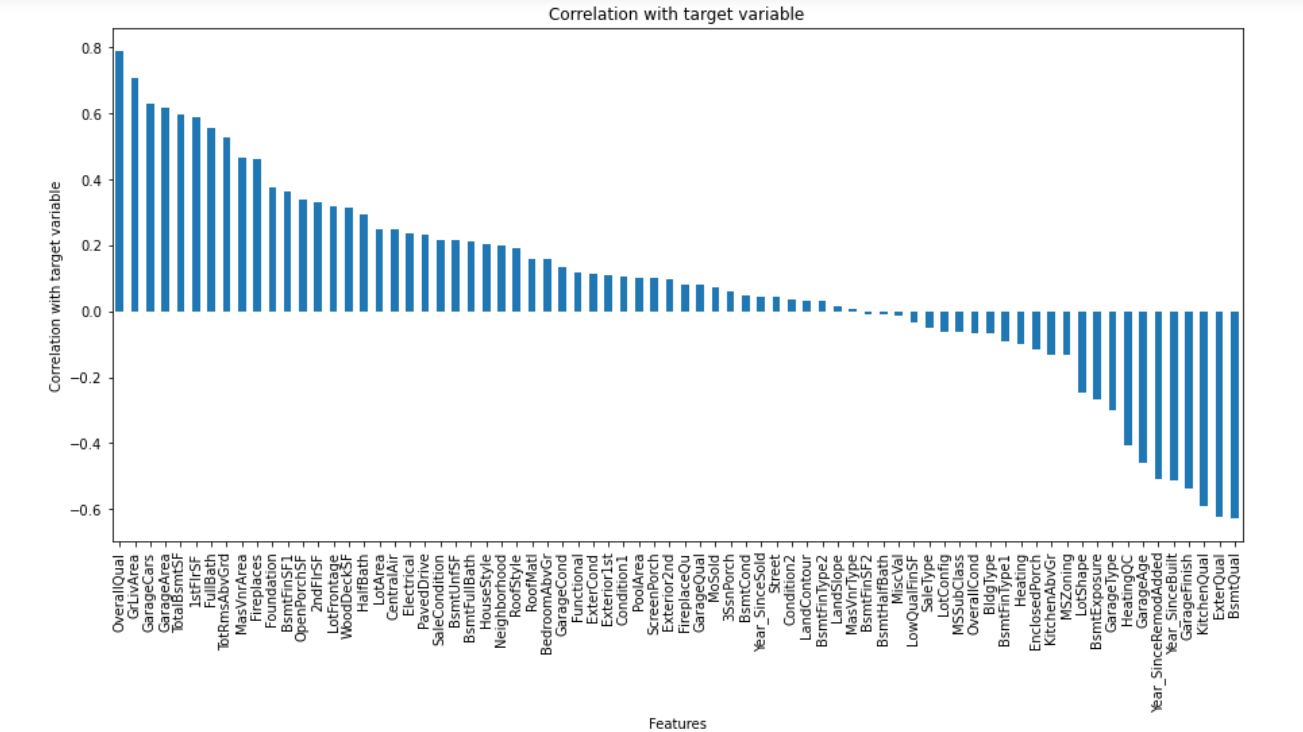 Correlation with target variable
Correlation with target variable
0.8
0.6
0.4
0.2
0.0
−0.2
−0.4
−0.6
OverallQual
GrLivArea
GarageCars
GarageArea
TotalBsmtSF
1stFlrSF
FullBath
TotRmsAbvGrd
MasVnrArea
Fireplaces
Foundation
BsmtFinSF1
OpenPorchSF
2ndFlrSF
LotFrontage
WoodDeckSF
HalfBath
LotArea
CentralAir
Electrical
PavedDrive
SaleCondition
BsmtUnfSF
BsmtFullBath
HouseStyle
Neighborhood
RoofStyle
RoofMatl
BedroomAbvGr
GarageCond
Functional
ExterCond
Exterior1st
Condition1
PoolArea
ScreenPorch
Exterior2nd
FireplaceQu
GarageQual
MoSold
3SsnPorch
BsmtCond
Year_SinceSold
Street
Condition2
LandContour
BsmtFinType2
LandSlope
MasVnrType
BsmtFinSF2
BsmtHalfBath
MiscVal
LowQualFinSF
SaleType
LotConfig
MSSubClass
OverallCond
BldgType
BsmtFinType1
Heating
EnclosedPorch
KitchenAbvGr
MSZoning
LotShape
BsmtExposure
GarageType
HeatingQC
GarageAge
Year_SinceRemodAdded
Year_SinceBuilt
GarageFinish
KitchenQual
ExterQual
BsmtQual
Features